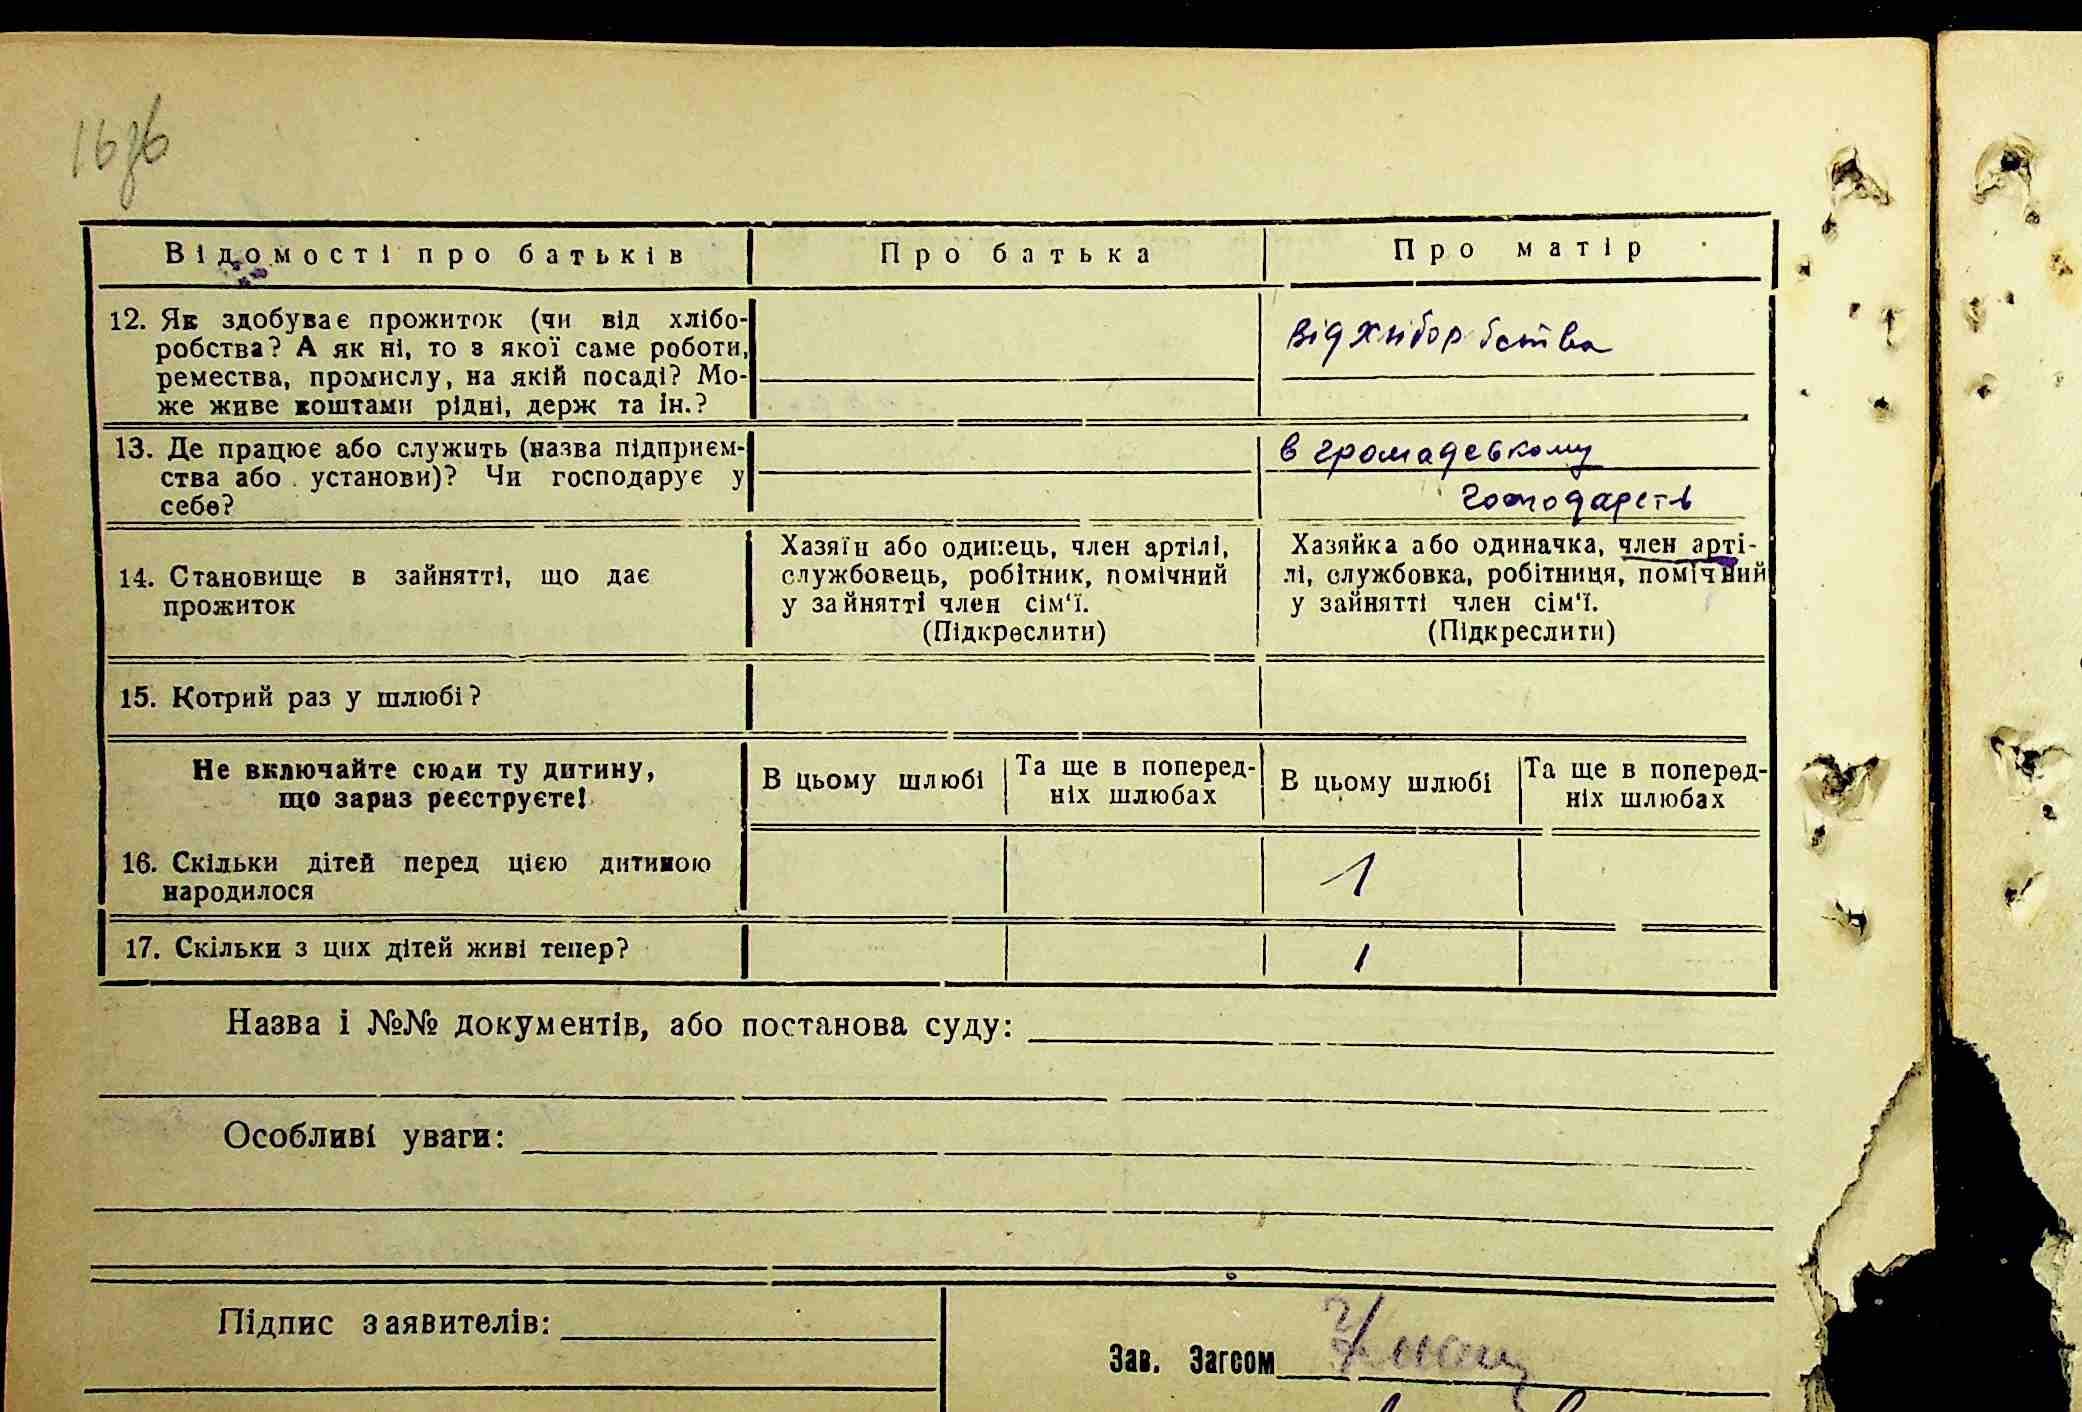 16зб
Відомості про батьків Про батька Про матір
12. Як здобуває прожиток (чи від хлібо-
робства? А як ні, то з якої саме роботи,
ремества, промислу, на якій посаді? Мо-
же живе коштами рідні, держ та ін.?
від хлібор бства
13. Де працює або служить (назва підприєм-
ства або установи)? Чи господарує у
себе?
в громадському
господарств
14. Становище в зайнятті, що дає
прожиток
Хазяїн або одинець, член артілі,
службовець, робітник, помічний
у зайнятті член сім'ї.
(Підкреслити)
Хазяйка або одиначка, член арті-
лі, службовка, робітниця, помічний
у зайнятті член сім'ї.
(Підкреслити)
15. Котрий раз у шлюбі?
Не включайте сюди ту дитину,
що зараз реєструєте!
В цьому шлюбі
Та ще в поперед-
ніх шлюбах
В цьому шлюбі
Та ще в поперед-
ніх шлюбах
16. Скільки дітей перед цією дитиною
народилося
1
17. Скільки з цих дітей живі тепер? 1
Назва і №№ документів, або постанова суду:
Особливі уваги:
Підпис заявителів:
Зав. Загсом